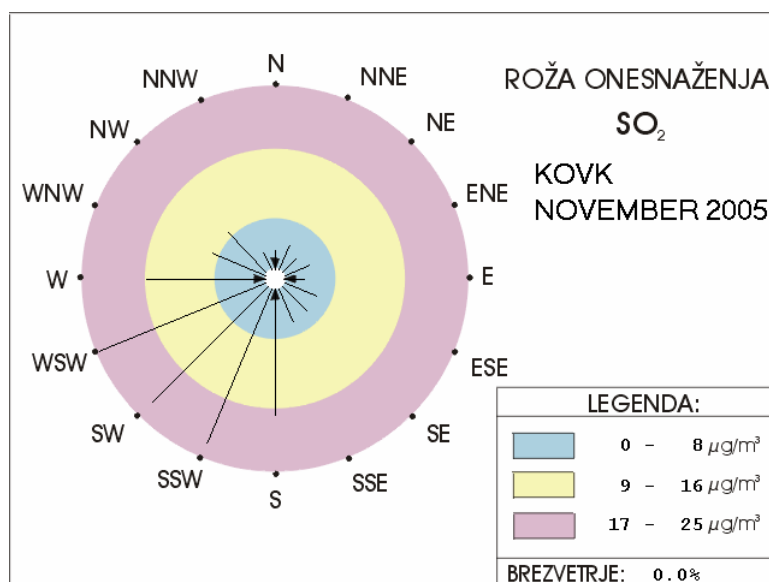 ROŽA ONESNAŽENJA
SO₂
KOVK
NOVEMBER 2005
N
NNE
NE
ENE
E
ESE
SE
SSE
S
SSW
SW
WSW
W
WNW
NW
NNW
LEGENDA:
0 - 8 µg/m³
9 - 16 µg/m³
17 - 25 µg/m³
BREZVETRJE: 0.0%